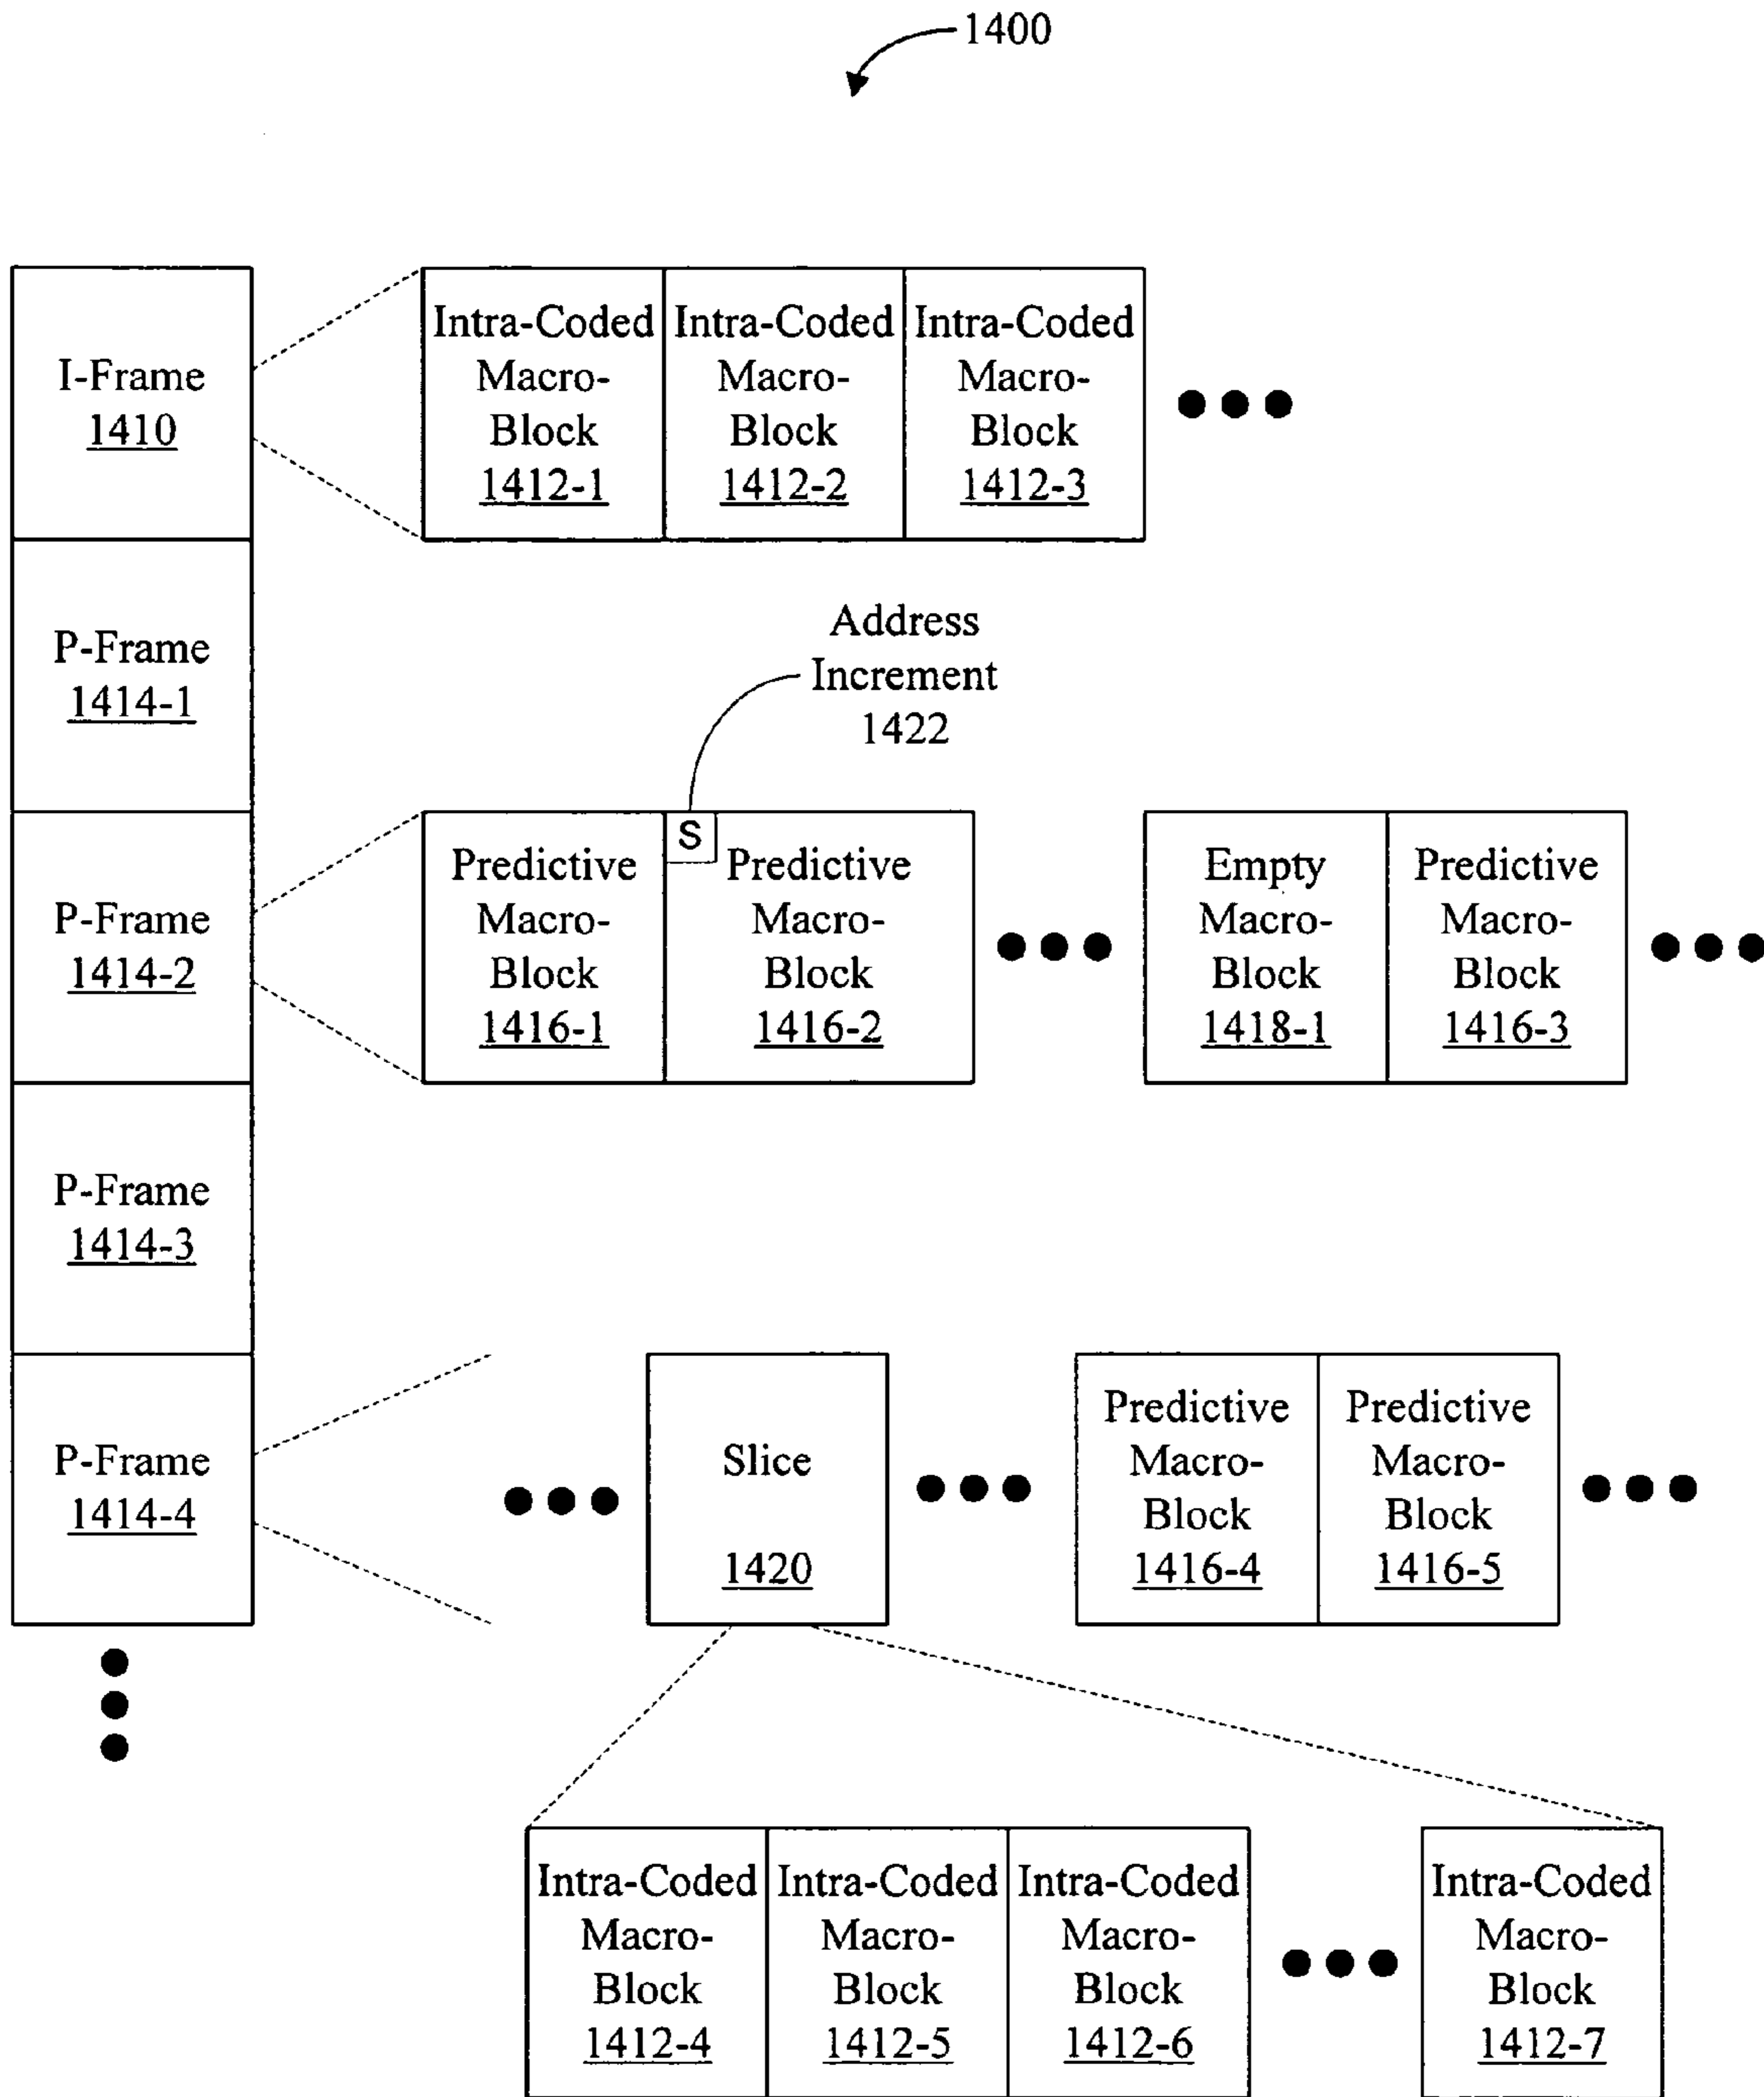 1400
I-Frame
1410
Intra-Coded
Macro-
Block
1412-1
Intra-Coded
Macro-
Block
1412-2
Intra-Coded
Macro-
Block
1412-3
P-Frame
1414-1
Address
Increment
1422
P-Frame
1414-2
Predictive
Macro-
Block
1416-1
S
Predictive
Macro-
Block
1416-2
Empty
Macro-
Block
1418-1
Predictive
Macro-
Block
1416-3
P-Frame
1414-3
P-Frame
1414-4
Slice
1420
Predictive
Macro-
Block
1416-4
Predictive
Macro-
Block
1416-5
Intra-Coded
Macro-
Block
1412-4
Intra-Coded
Macro-
Block
1412-5
Intra-Coded
Macro-
Block
1412-6
Intra-Coded
Macro-
Block
1412-7